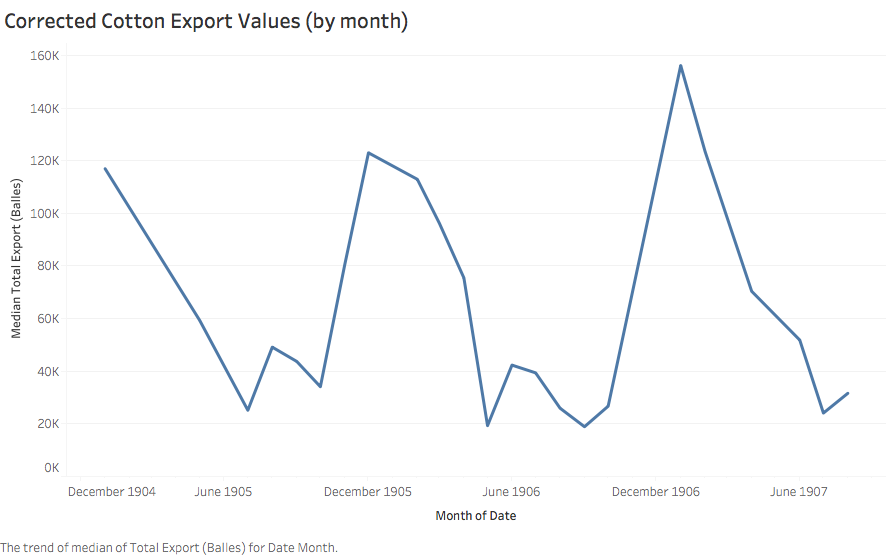 Corrected Cotton Export Values (by month)
160K
140K
120K
100K
80K
60K
40K
20K
0K
Median Total Export (Balles)
December 1904
June 1905
December 1905
June 1906
December 1906
June 1907
Month of Date
The trend of median of Total Export (Balles) for Date Month.